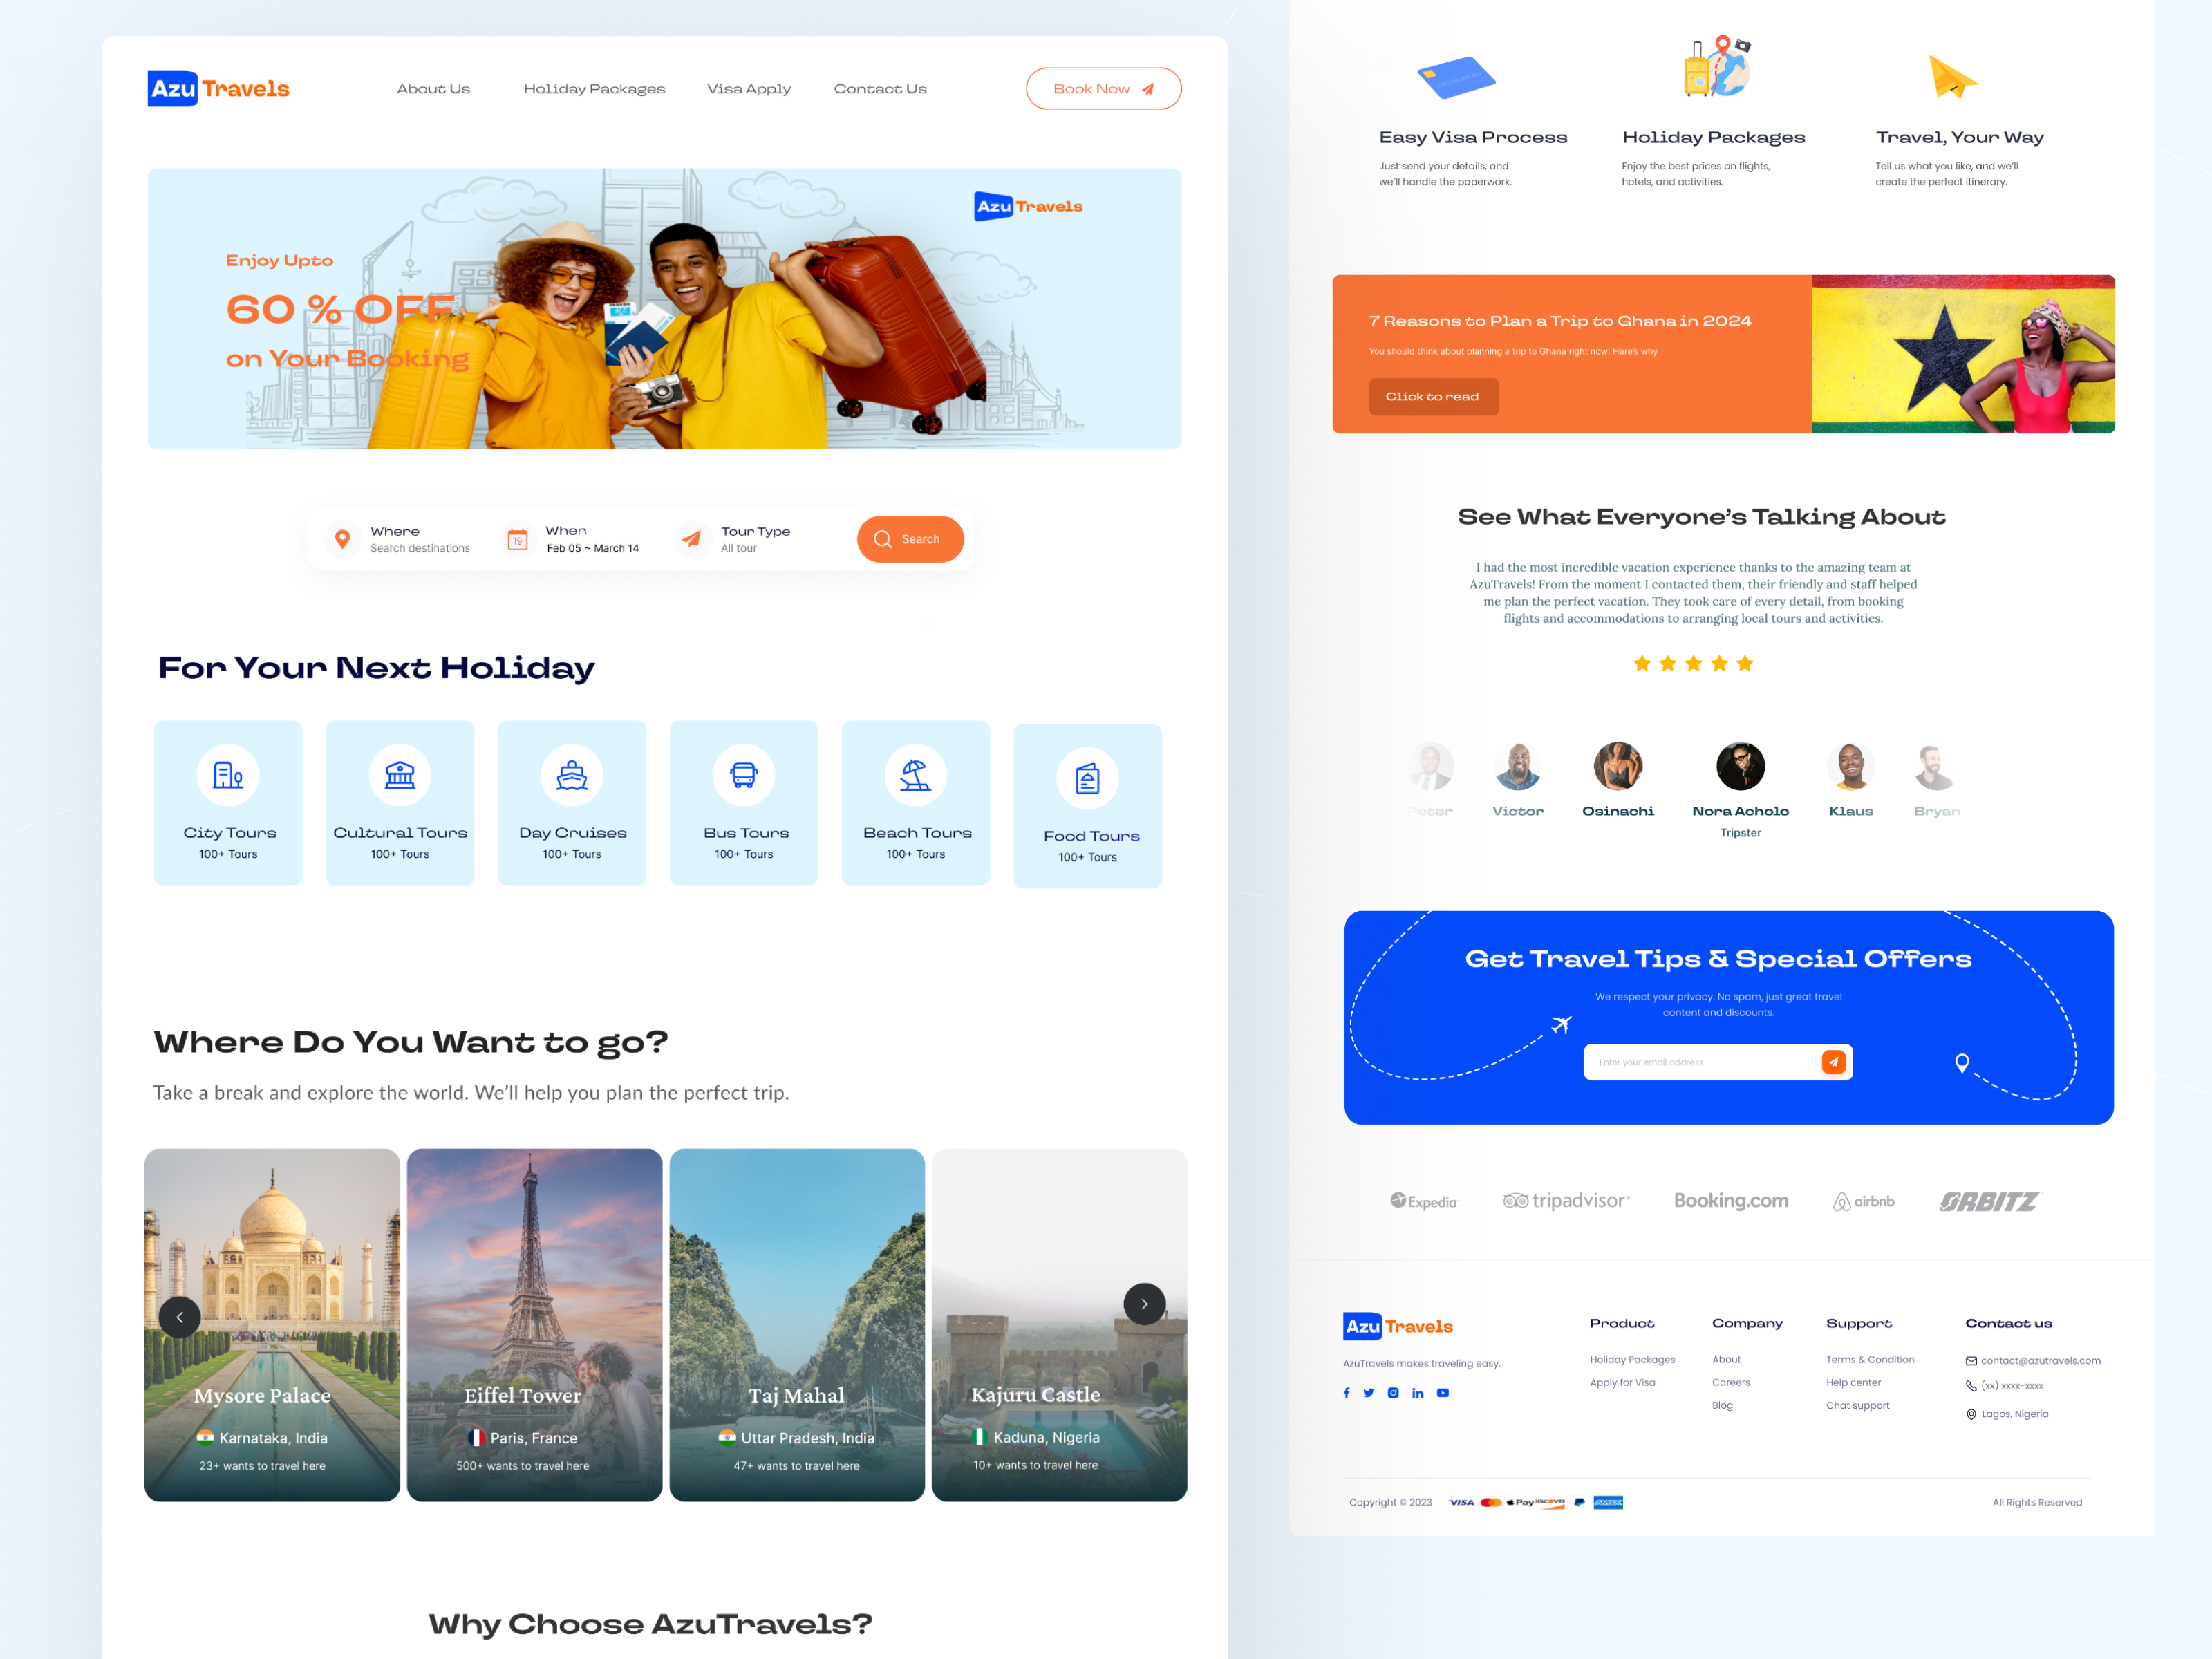 Azu Travels
About Us
Holiday Packages
Visa Apply
Contact Us
Book Now
Azu Travels
Enjoy Upto
60 % OFF
on Your Booking
Where
Search destinations
19
When
Feb 05 ~ March 14
Tour Type
All tour
Search
For Your Next Holiday
City Tours
100+ Tours
Cultural Tours
100+ Tours
Day Cruises
100+ Tours
Bus Tours
100+ Tours
Beach Tours
100+ Tours
Food Tours
100+ Tours
Where Do You Want to go?
Take a break and explore the world. We'll help you plan the perfect trip.
Mysore Palace
Karnataka, India
23+ wants to travel here
Eiffel Tower
Paris, France
500+ wants to travel here
Taj Mahal
Uttar Pradesh, India
47+ wants to travel here
Kajuru Castle
Kaduna, Nigeria
10+ wants to travel here
Why Choose AzuTravels?
Easy Visa Process
Just send your details, and
we'll handle the paperwork.
Holiday Packages
Enjoy the best prices on flights,
hotels, and activities.
Travel, Your Way
Tell us what you like, and we'll
create the perfect itinerary.
7 Reasons to Plan a Trip to Ghana in 2024
You should think about planning a trip to Ghana right now! Here's why
Click to read
See What Everyone's Talking About
I had the most incredible vacation experience thanks to the amazing team at
AzuTravels! From the moment I contacted them, their friendly and staff helped
me plan the perfect vacation. They took care of every detail, from booking
flights and accommodations to arranging local tours and activities.
Peter
Victor
Osinachi
Nora Acholo
Tripster
Klaus
Bryan
Get Travel Tips & Special Offers
We respect your privacy. No spam, just great travel
content and discounts.
Enter your email address
Expedia
tripadvisor
Booking.com
airbnb
ORBITZ
Azu Travels
AzuTravels makes traveling easy.
Product
Holiday Packages
Apply for Visa
Company
About
Careers
Blog
Support
Terms & Condition
Help center
Chat support
Contact us
contact@azutravels.com
(xx) xxxx-xxxx
Lagos, Nigeria
Copyright © 2023
VISA
Pay
DISCOVER
AMEX
All Rights Reserved